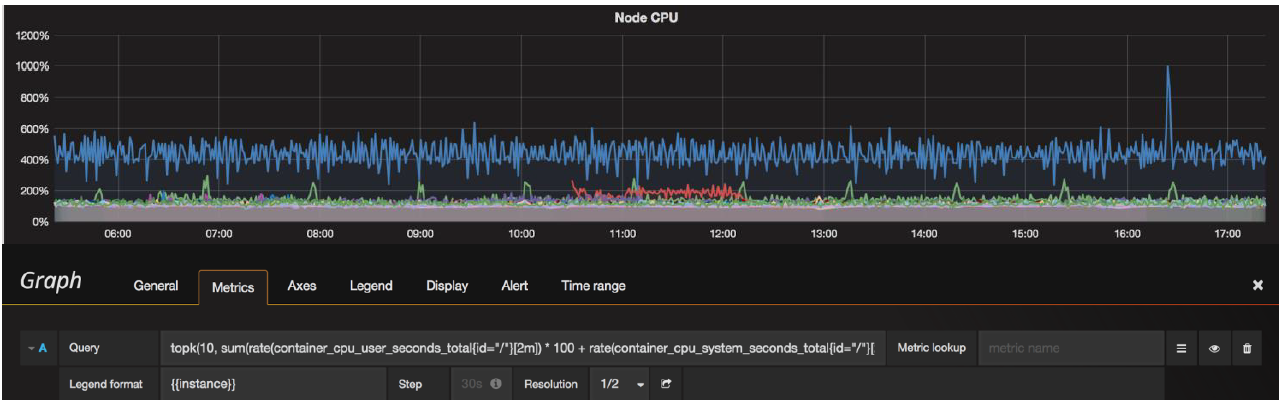 Node CPU
1200%
1000%
800%
600%
400%
200%
0%
06:00 07:00 08:00 09:00 10:00 11:00 12:00 13:00 14:00 15:00 16:00 17:00
Graph General Metrics Axes Legend Display Alert Time range
A Query topk(10, sum(rate(container_cpu_user_seconds_total{id="/"}[2m]) * 100 + rate(container_cpu_system_seconds_total{id="/"}[ Metric lookup metric name
Legend format {{instance}} Step 30s Resolution 1/2